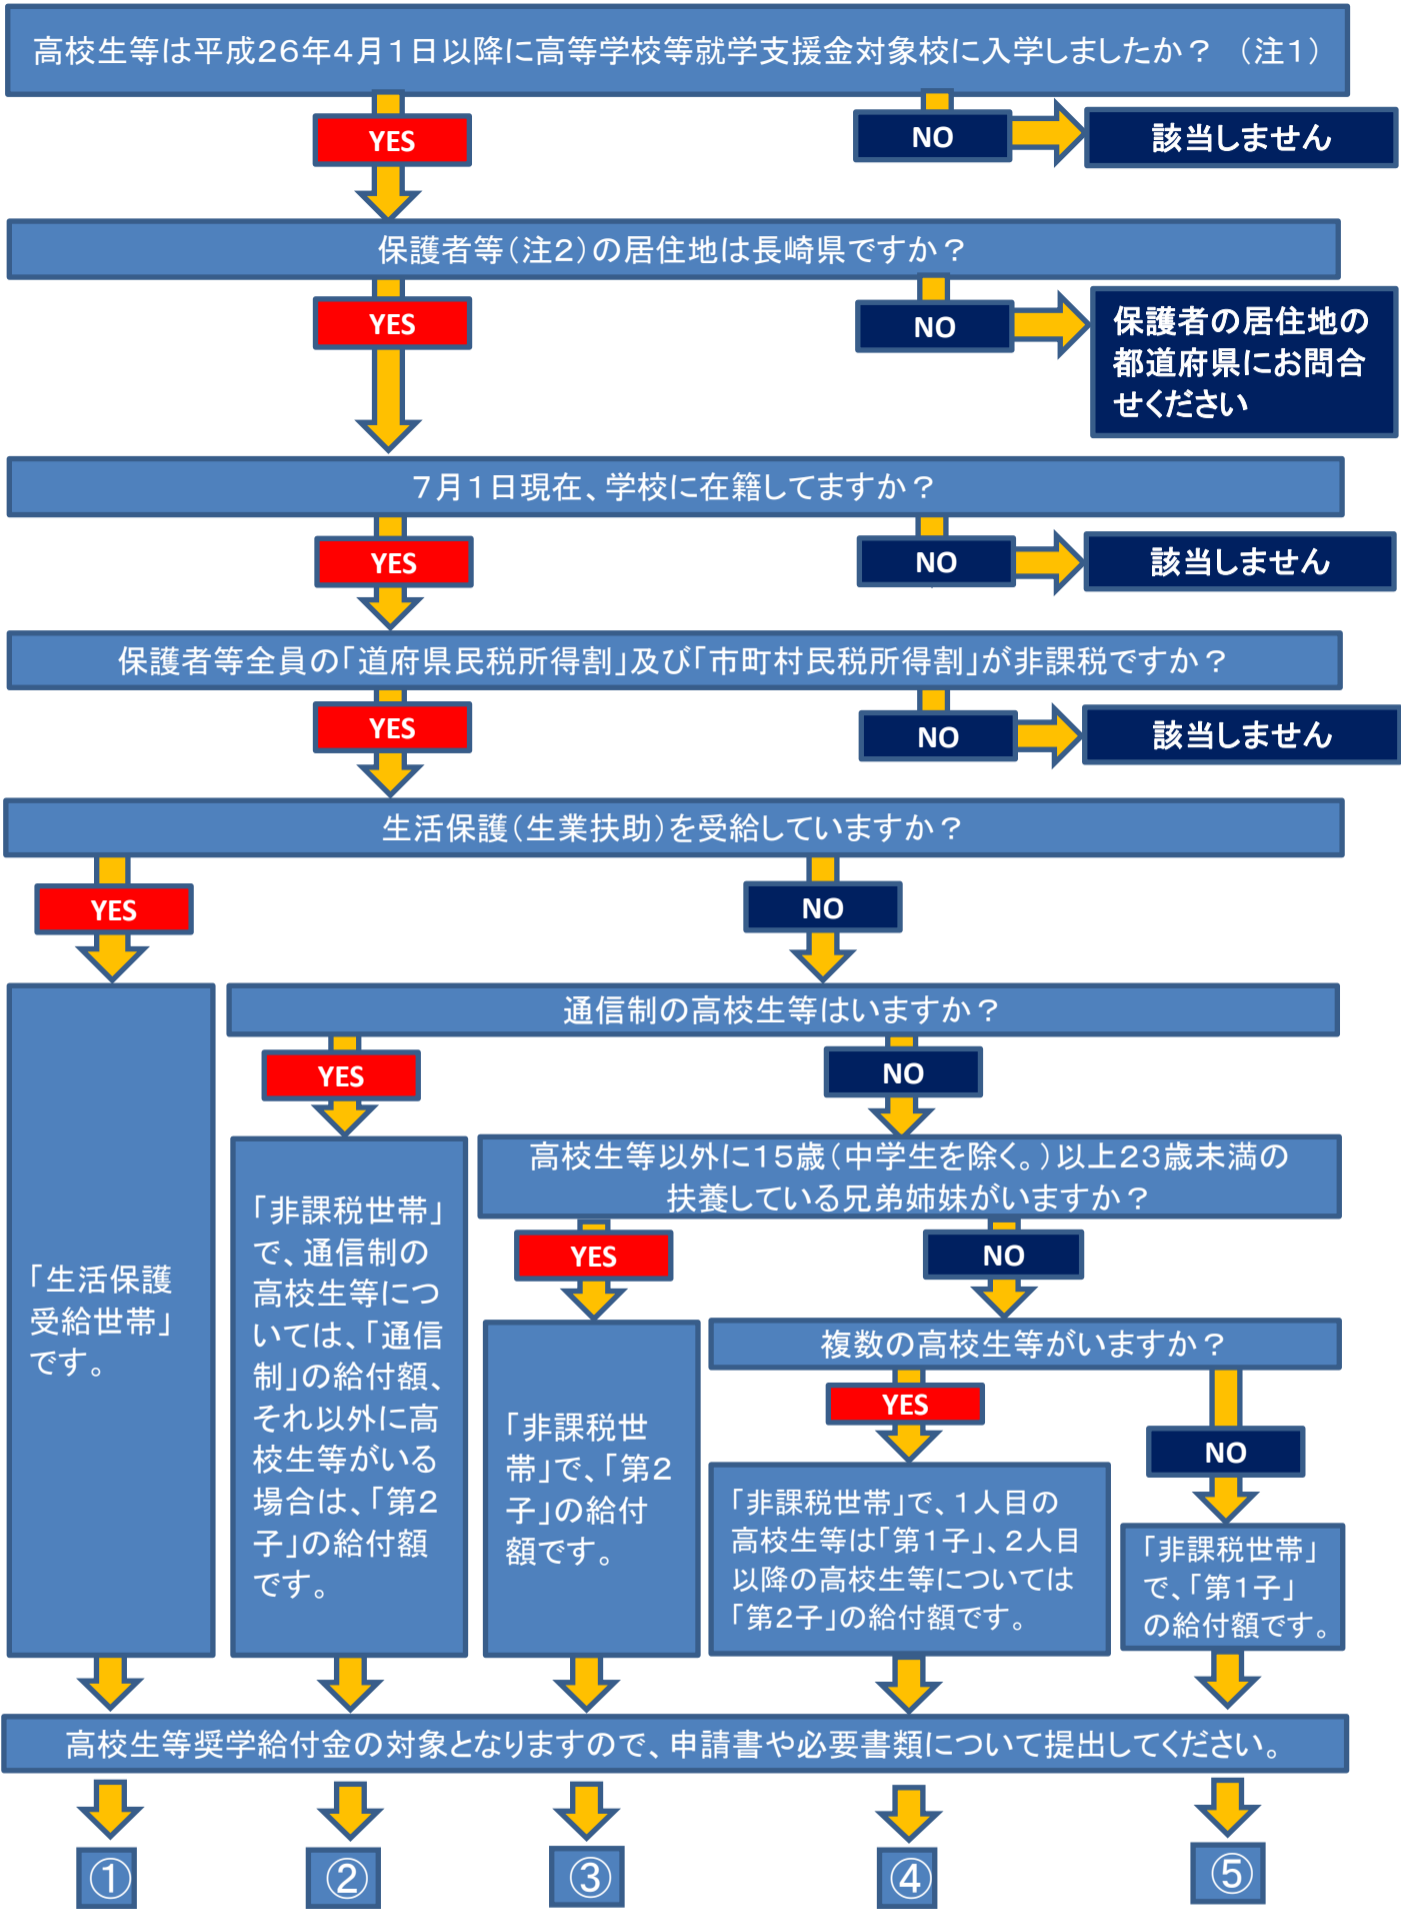 高校生等は平成26年4月1日以降に高等学校等就学支援金対象校に入学しましたか？ （注1）
YES
NO
該当しません
保護者等（注2）の居住地は長崎県ですか？
YES
NO
保護者の居住地の
都道府県にお問合
せください
7月1日現在、学校に在籍してますか？
YES
NO
該当しません
保護者等全員の「道府県民税所得割」及び「市町村民税所得割」が非課税ですか？
YES
NO
該当しません
生活保護（生業扶助）を受給していますか？
YES
NO
「生活保護
受給世帯」
です。
通信制の高校生等はいますか？
YES
NO
「非課税世帯」
で、通信制の
高校生等につ
いては、「通信
制」の給付額、
それ以外に高
校生等がいる
場合は、「第2
子」の給付額
です。
高校生等以外に15歳（中学生を除く。）以上23歳未満の
扶養している兄弟姉妹がいますか？
YES
NO
「非課税世
帯」で、「第2
子」の給付
額です。
複数の高校生等がいますか？
YES
NO
「非課税世帯」で、1人目の
高校生等は「第1子」、2人目
以降の高校生等については
「第2子」の給付額です。
「非課税世帯」
で、「第1子」
の給付額です。
高校生等奨学給付金の対象となりますので、申請書や必要書類について提出してください。
①
②
③
④
⑤